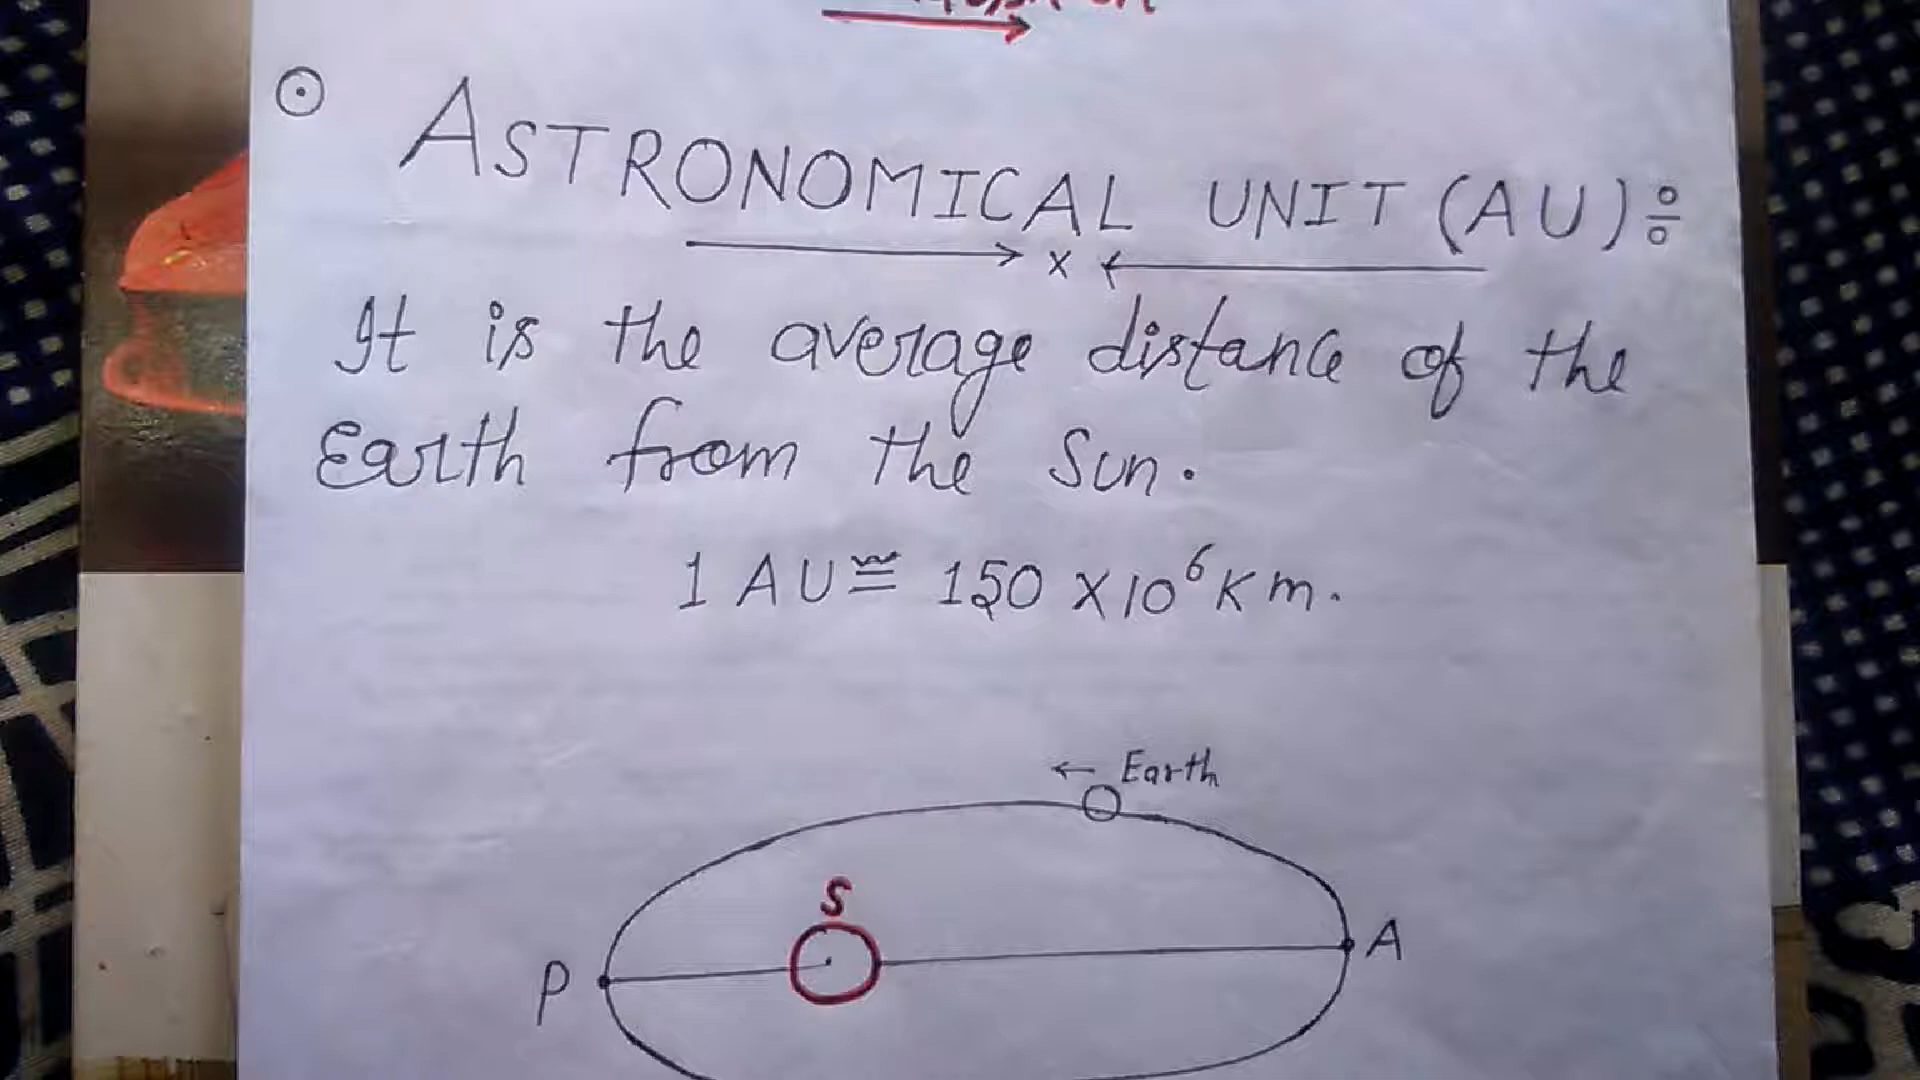 ASTRONOMICAL UNIT (AU)÷
It is the average distance of the
Earth from the Sun.
1 AU ≅ 150 × 10⁶ Km.
← Earth
S
P
A